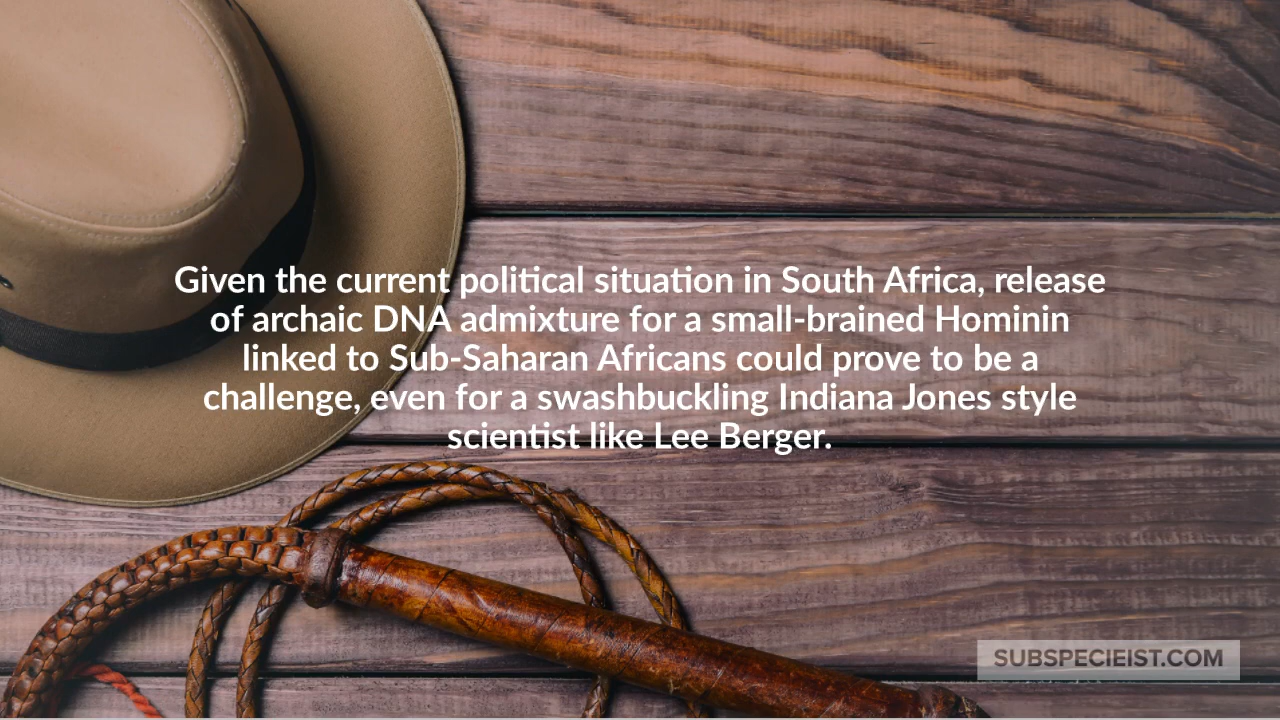 Given the current political situation in South Africa, release
of archaic DNA admixture for a small-brained Hominin
linked to Sub-Saharan Africans could prove to be a
challenge, even for a swashbuckling Indiana Jones style
scientist like Lee Berger.
SUBSPECIEIST.COM